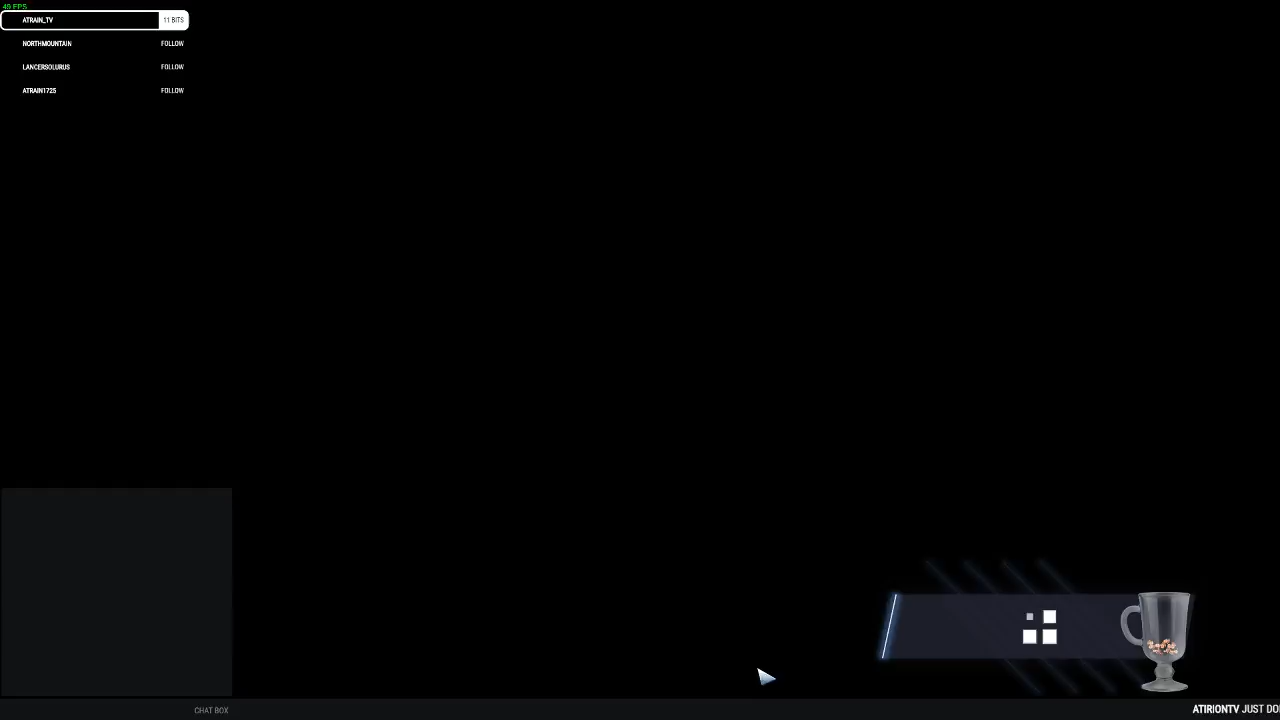 49 FPS
ATRAIN_TV 11 BITS
NORTHMOUNTAIN FOLLOW
LANCERSOLURUS FOLLOW
ATRAIN1725 FOLLOW
CHAT BOX
ATIRIONTV JUST DO